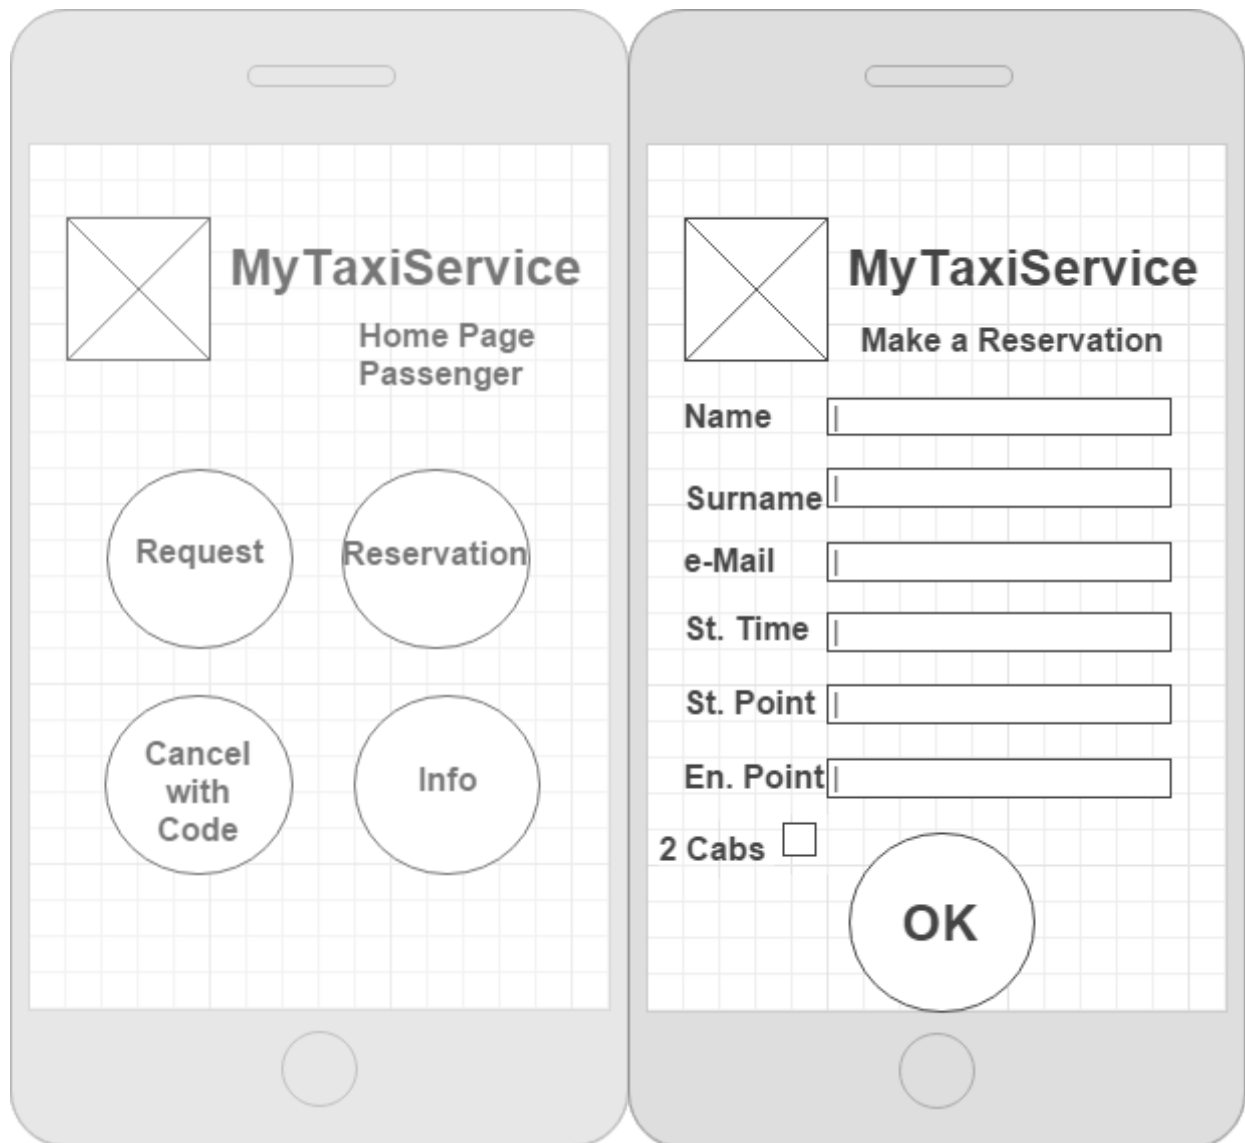 MyTaxiService
Home Page
Passenger
Request
Reservation
Cancel
with
Code
Info
MyTaxiService
Make a Reservation
Name
Surname
e-Mail
St. Time
St. Point
En. Point
2 Cabs
OK